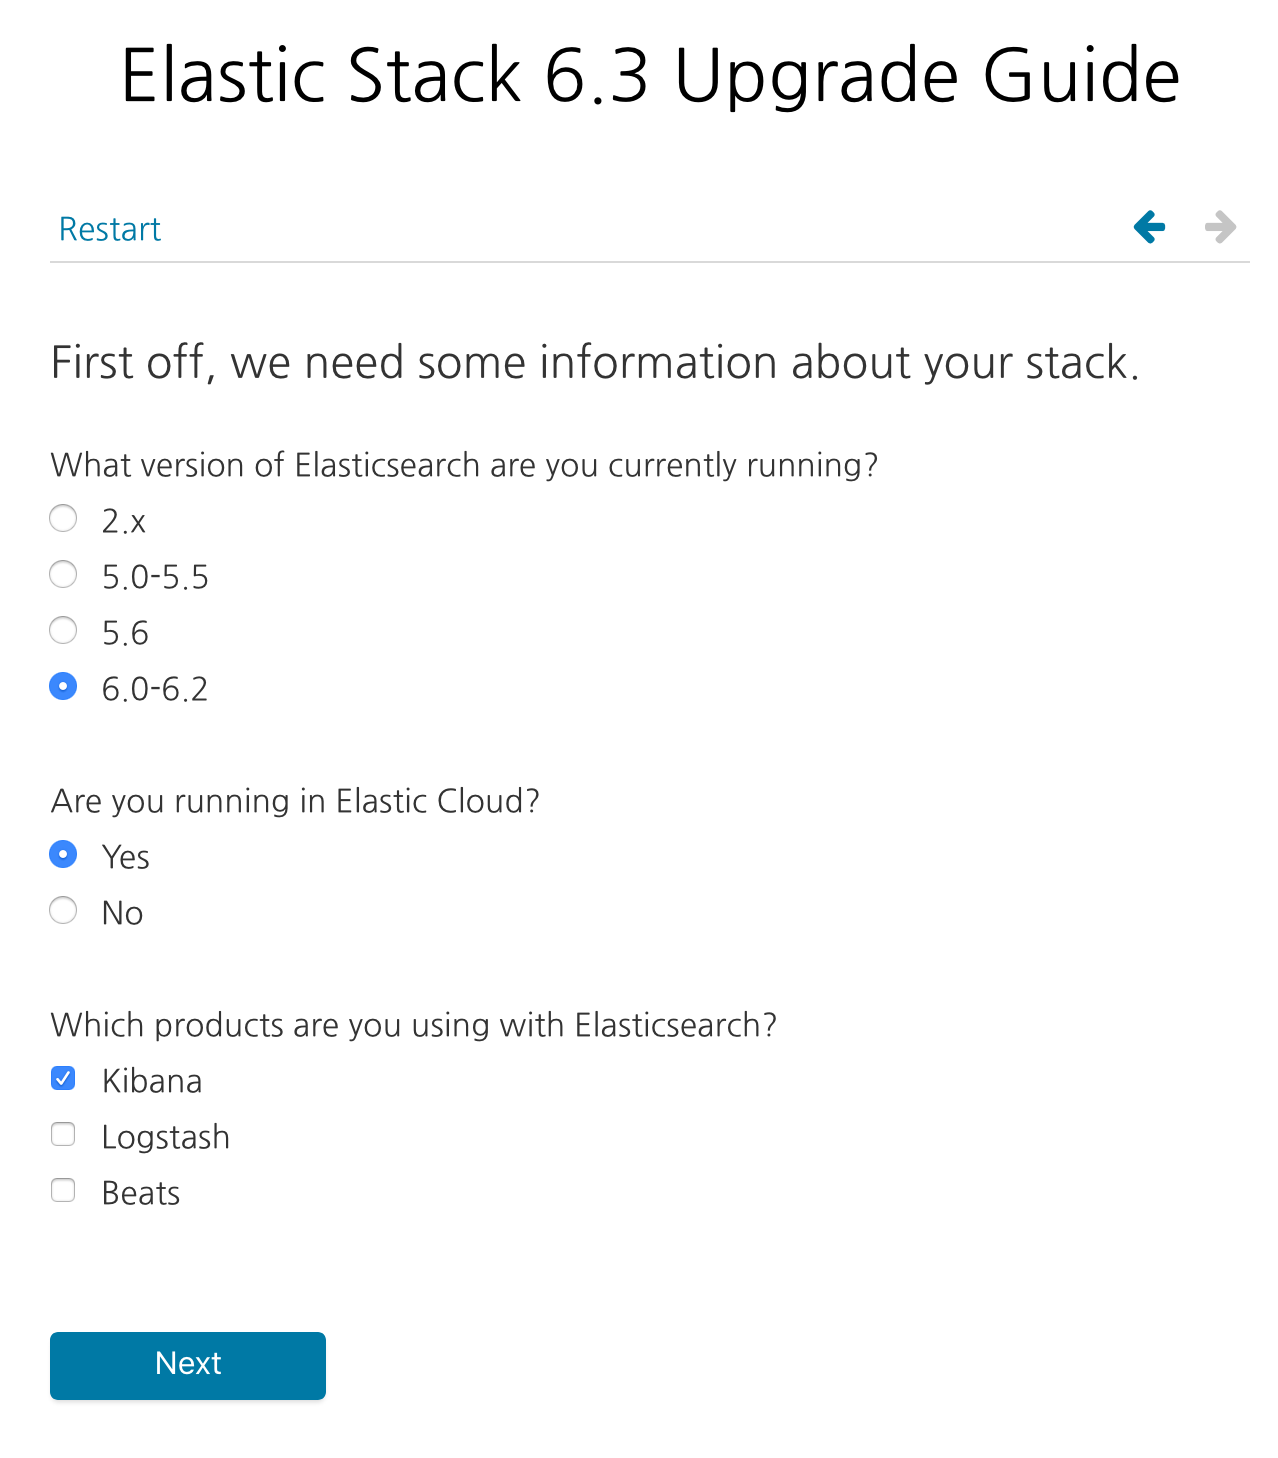 Elastic Stack 6.3 Upgrade Guide
Restart
First off, we need some information about your stack.
What version of Elasticsearch are you currently running?
2.x
5.0-5.5
5.6
6.0-6.2
Are you running in Elastic Cloud?
Yes
No
Which products are you using with Elasticsearch?
Kibana
Logstash
Beats
Next